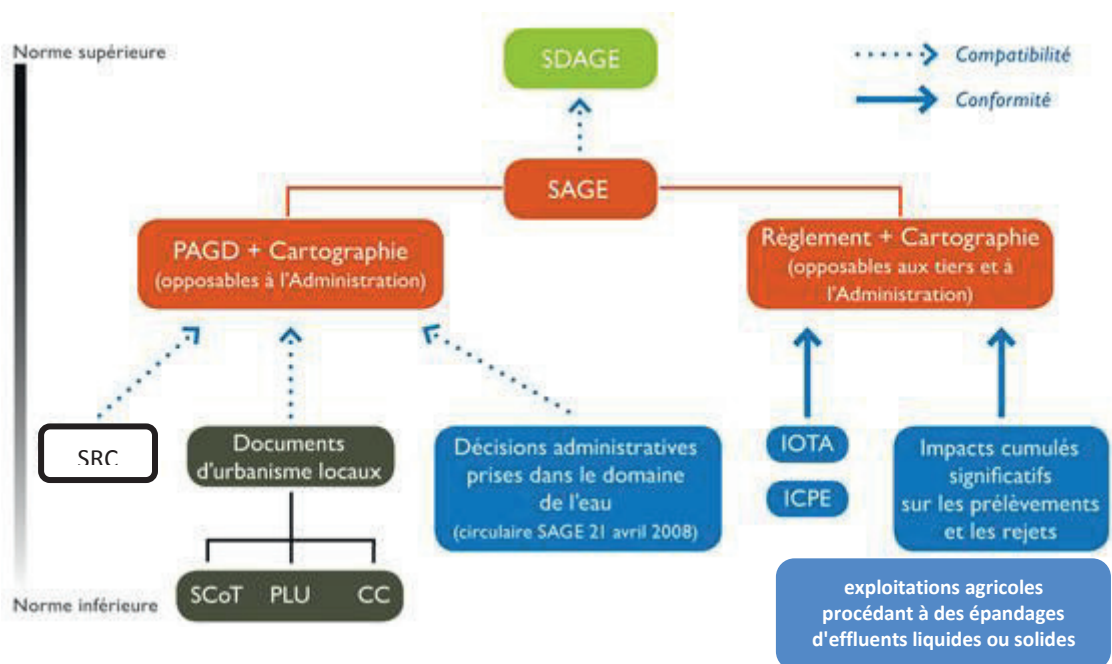 Norme supérieure
SDAGE
Compatibilité
Conformité
SAGE
PAGD + Cartographie
(opposables à l'Administration)
Règlement + Cartographie
(opposables aux tiers et à
l'Administration)
SRC
Documents
d'urbanisme locaux
Décisions administratives
prises dans le domaine
de l'eau
(circulaire SAGE 21 avril 2008)
IOTA
ICPE
Impacts cumulés
significatifs
sur les prélèvements
et les rejets
Norme inférieure
SCoT PLU CC
exploitations agricoles
procédant à des épandages
d'effluents liquides ou solides